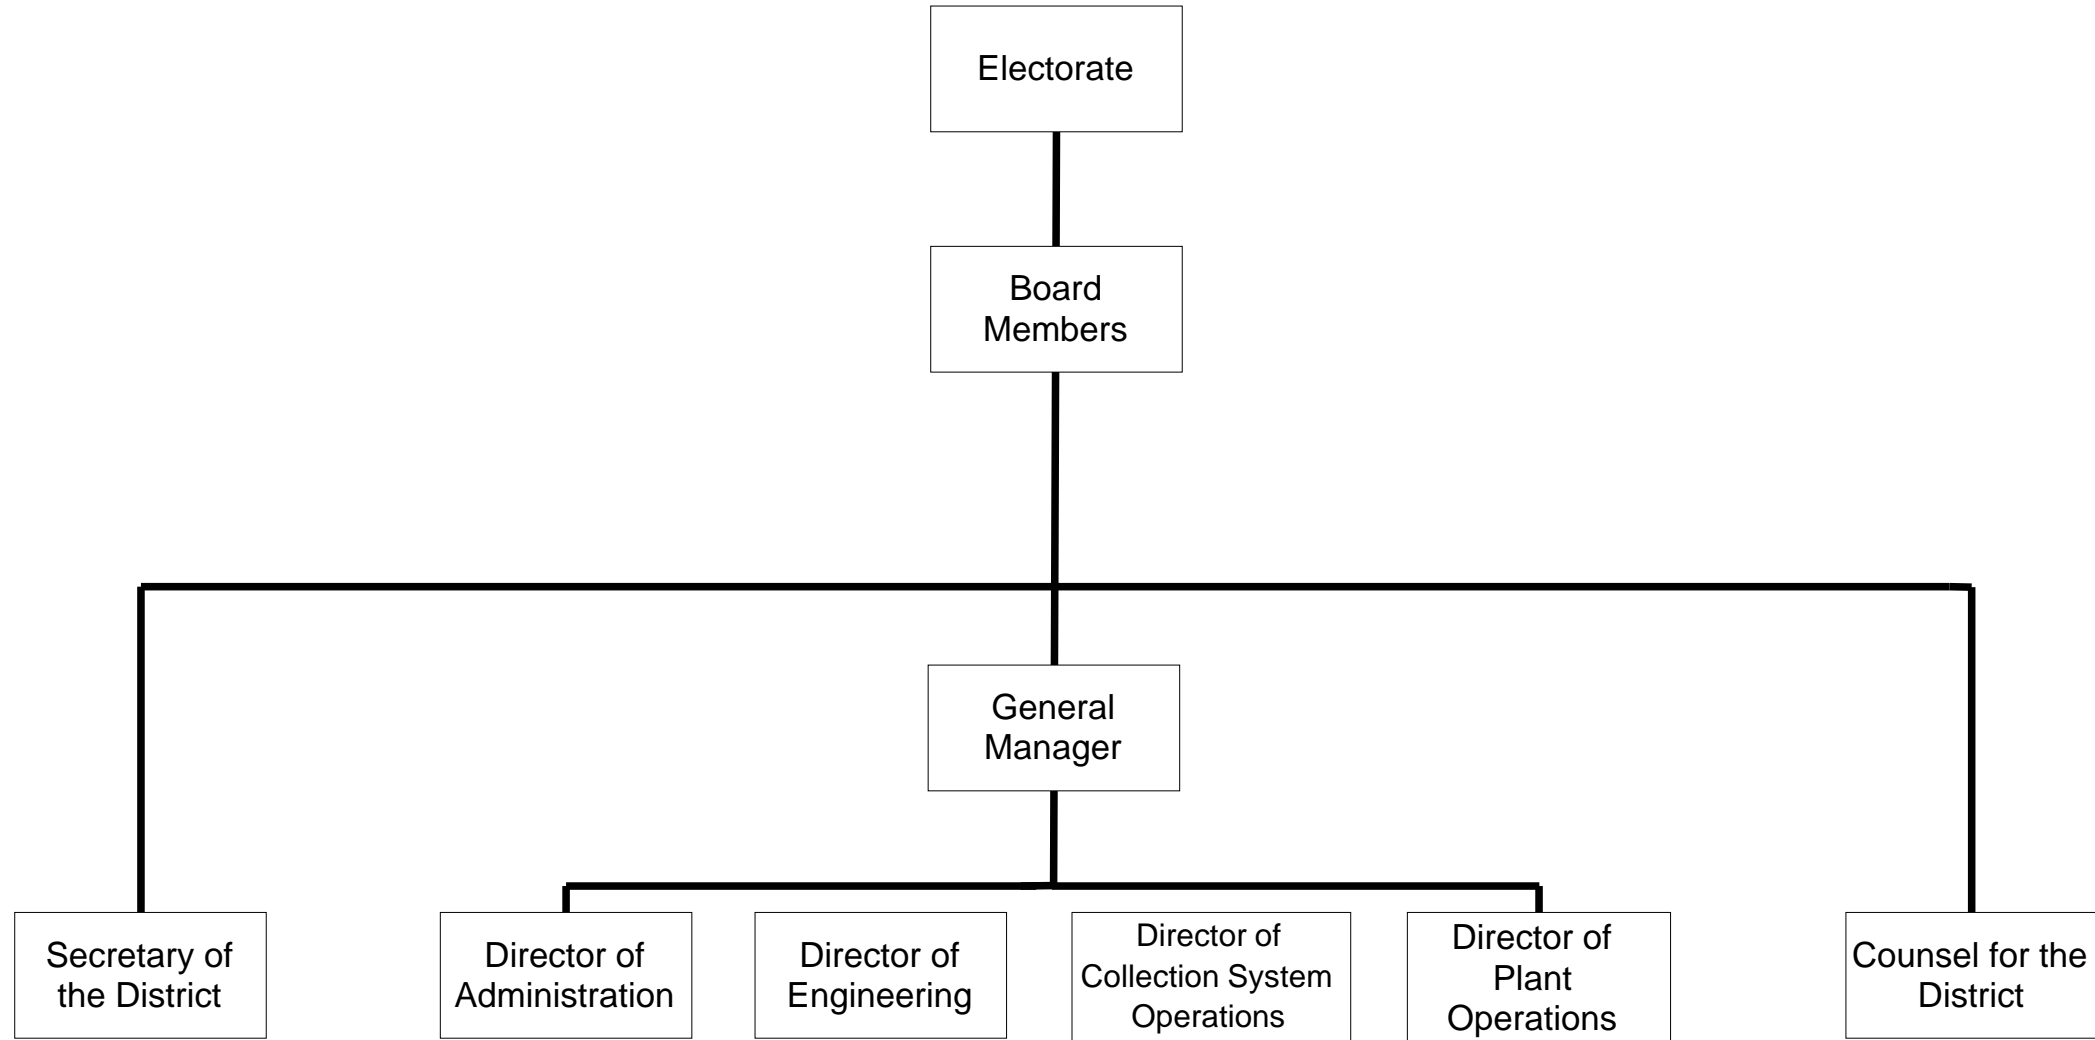 Electorate
Board
Members
General
Manager
Secretary of
the District
Director of
Administration
Director of
Engineering
Director of
Collection System
Operations
Director of
Plant
Operations
Counsel for the
District